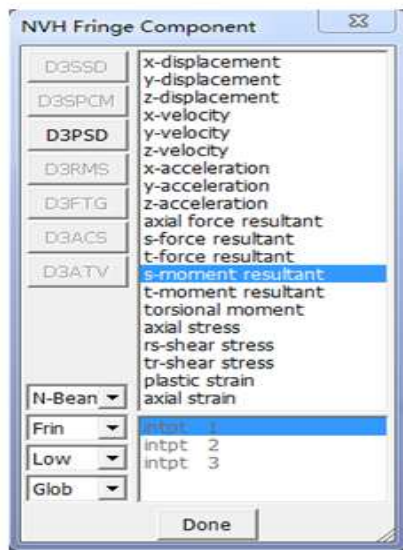 NVH Fringe Component
D3SSD
D3SPCM
D3PSD
D3RMS
D3FTG
D3ACS
D3ATV
x-displacement
y-displacement
z-displacement
x-velocity
y-velocity
z-velocity
x-acceleration
y-acceleration
z-acceleration
axial force resultant
s-force resultant
t-force resultant
s-moment resultant
t-moment resultant
torsional moment
axial stress
rs-shear stress
tr-shear stress
plastic strain
axial strain
N-Bean
Frin
Low
Glob
intpt 1
intpt 2
intpt 3
Done